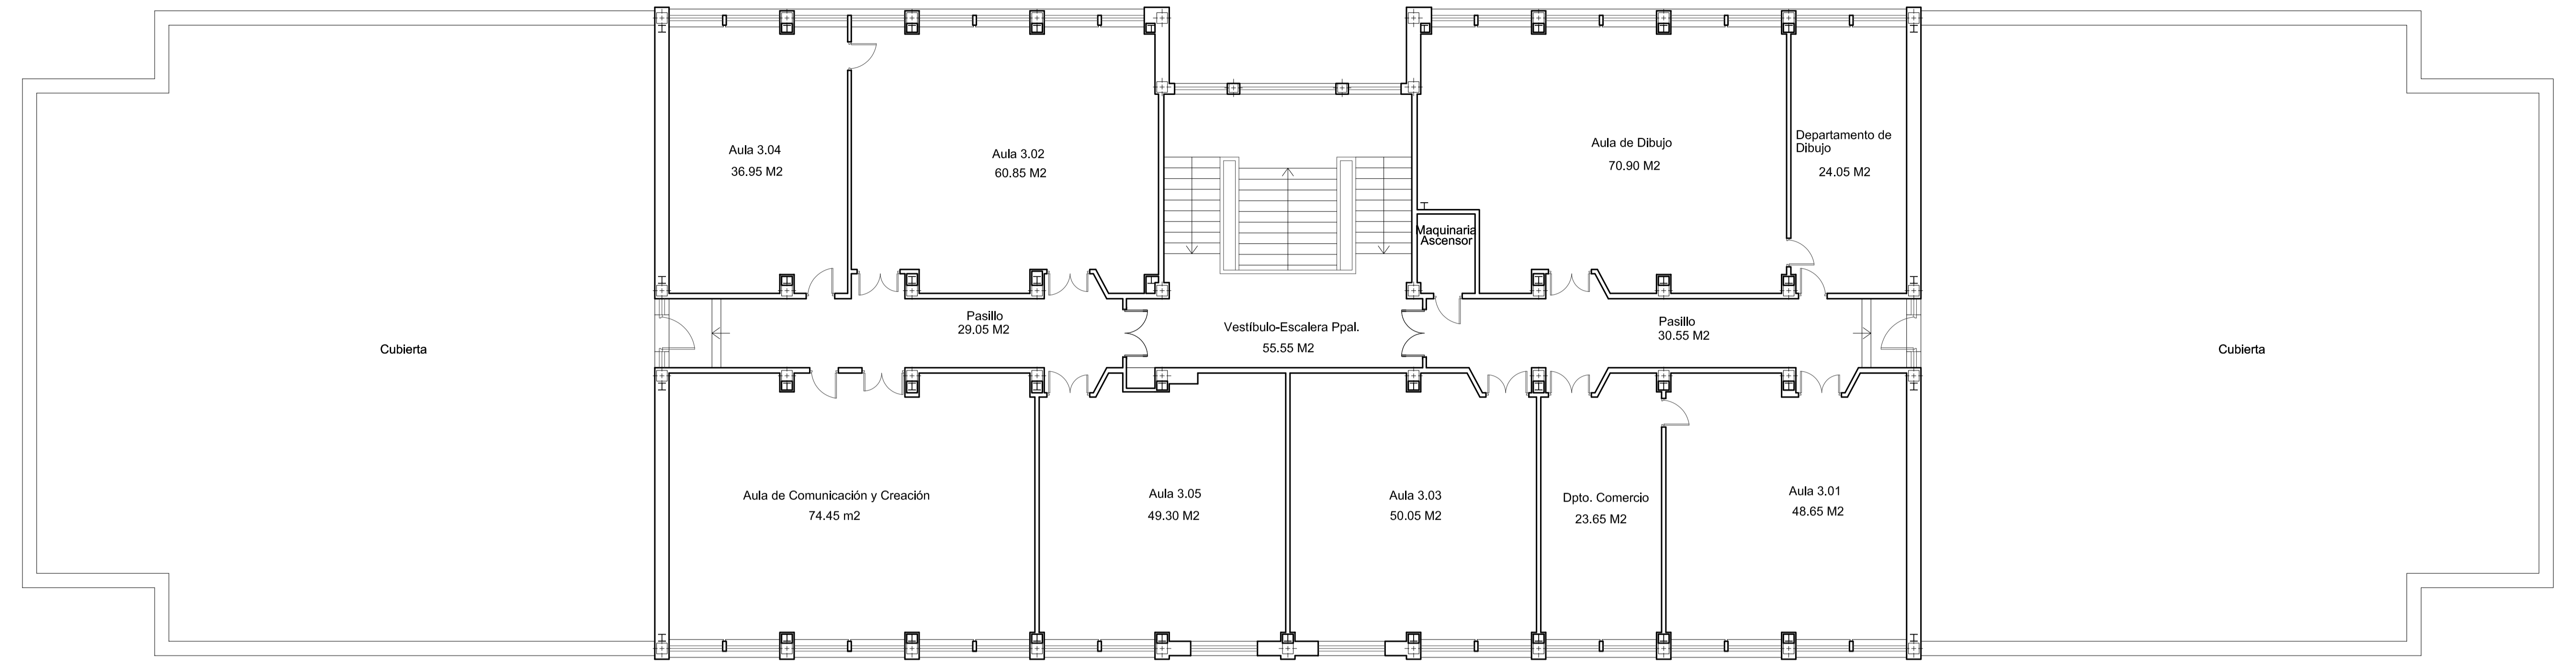 Aula 3.04
36.95 M2
Aula 3.02
60.85 M2
Aula de Dibujo
70.90 M2
Departamento de
Dibujo
24.05 M2
Maquinaria
Ascensor
Pasillo
29.05 M2
Vestíbulo-Escalera Ppal.
55.55 M2
Pasillo
30.55 M2
Cubierta
Cubierta
Aula de Comunicación y Creación
74.45 m2
Aula 3.05
49.30 M2
Aula 3.03
50.05 M2
Dpto. Comercio
23.65 M2
Aula 3.01
48.65 M2